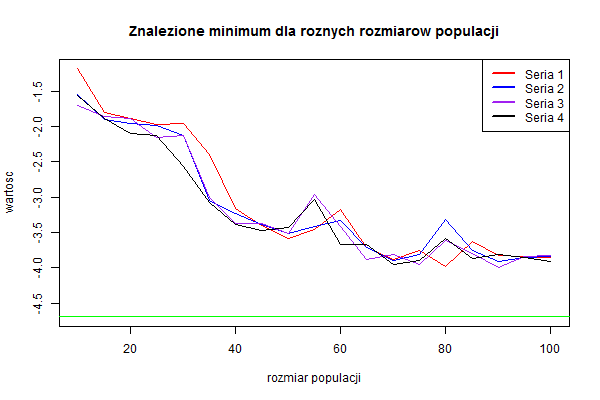 Znalezione minimum dla roznych rozmiarow populacji
Seria 1
Seria 2
Seria 3
Seria 4
wartosc
-1.5
-2.0
-2.5
-3.0
-3.5
-4.0
-4.5
20 40 60 80 100
rozmiar populacji